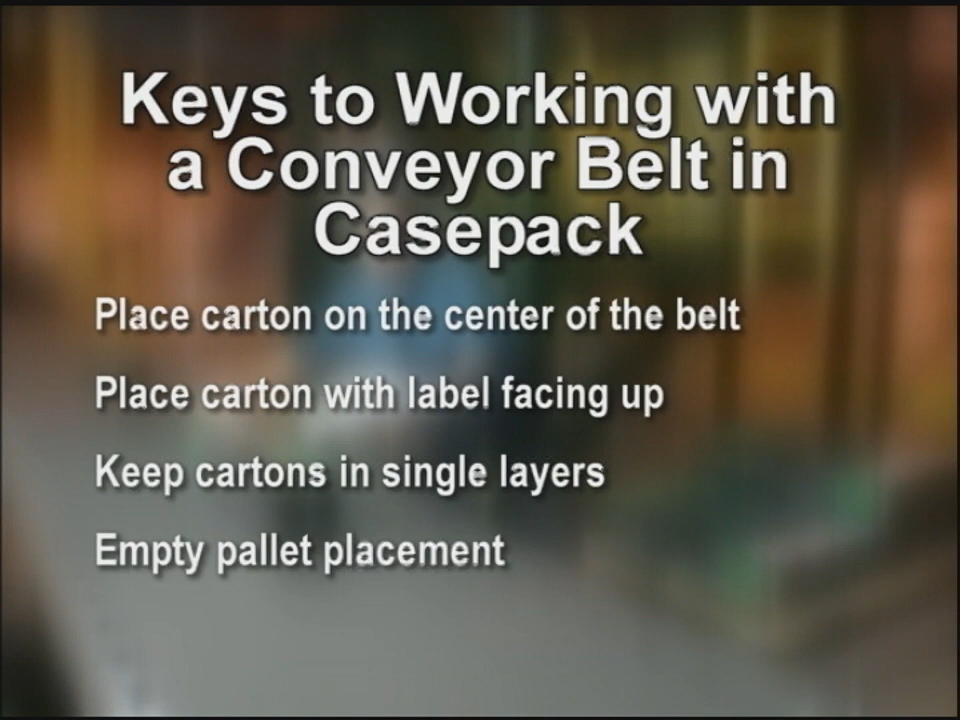 Keys to Working with
a Conveyor Belt in
Casepack
Place carton on the center of the belt
Place carton with label facing up
Keep cartons in single layers
Empty pallet placement